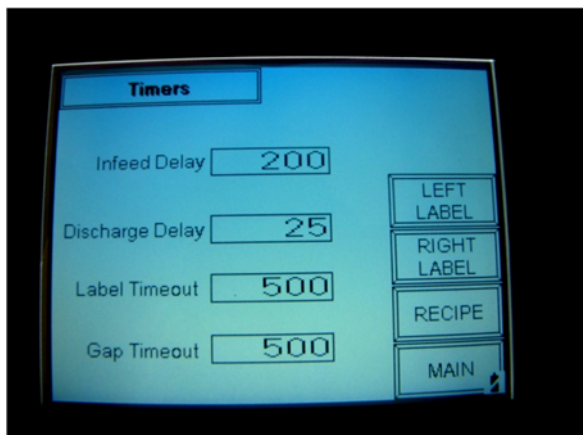 Timers
Infeed Delay 200
Discharge Delay 25
Label Timeout 500
Gap Timeout 500
LEFT
LABEL
RIGHT
LABEL
RECIPE
MAIN